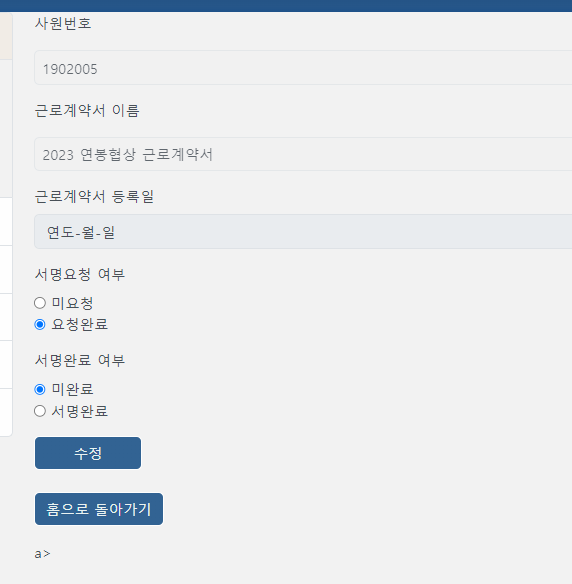 사원번호
1902005
근로계약서 이름
2023 연봉협상 근로계약서
근로계약서 등록일
연도-월-일
서명요청 여부
미요청
요청완료
서명완료 여부
미완료
서명완료
수정
홈으로 돌아가기
a>